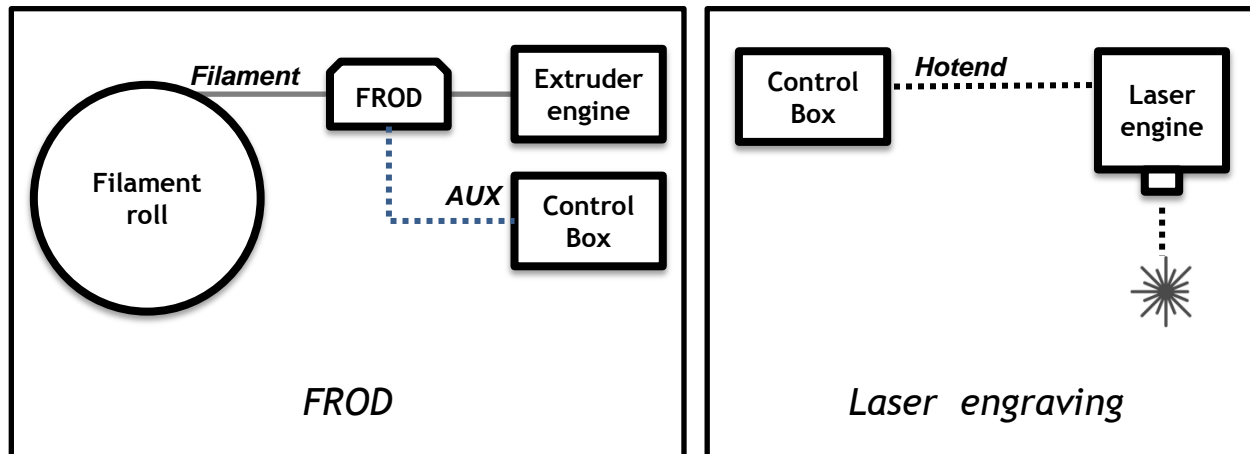 Filament
FROD
Extruder
engine
Filament
roll
AUX
Control
Box
FROD
Control
Box
Hotend
Laser
engine
Laser engraving